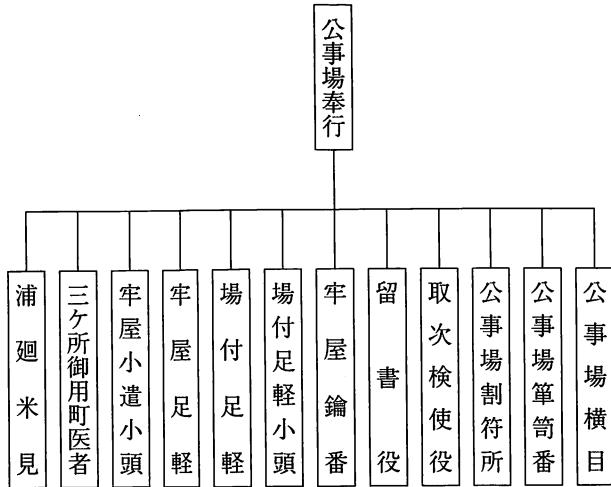 公事場奉行
公事場横目
公事場箪笥番
公事場割符所
取次検使役
留書役
牢屋鑰番
場付足軽小頭
場付足軽
牢屋足軽
牢屋小遣小頭
三ケ所御用町医者
浦廻米見